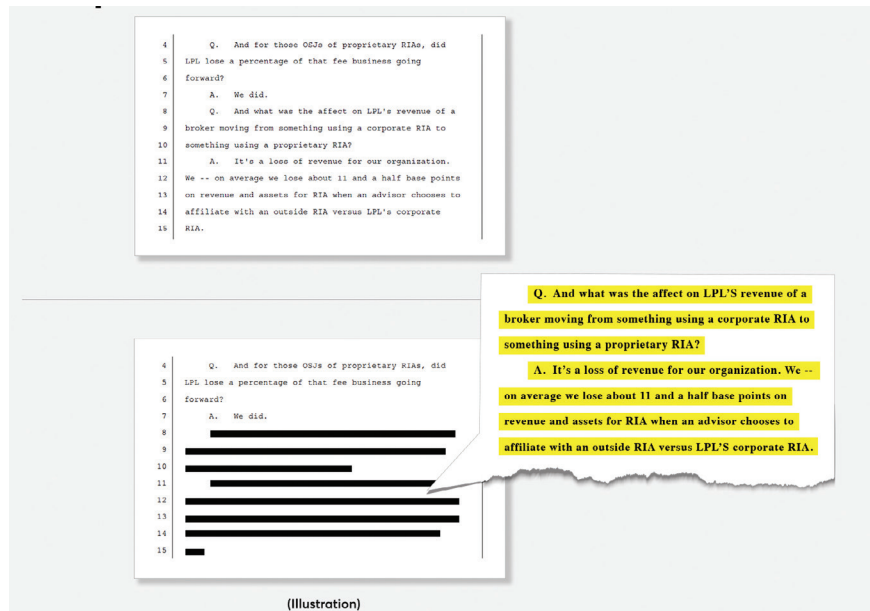 4 Q. And for those OSJs of proprietary RIAs, did
5 LPL lose a percentage of that fee business going
6 forward?
7 A. We did.
8 Q. And what was the affect on LPL's revenue of a
9 broker moving from something using a corporate RIA to
10 something using a proprietary RIA?
11 A. It's a loss of revenue for our organization.
12 We -- on average we lose about 11 and a half base points
13 on revenue and assets for RIA when an advisor chooses to
14 affiliate with an outside RIA versus LPL's corporate
15 RIA.
Q. And what was the affect on LPL'S revenue of a
broker moving from something using a corporate RIA to
something using a proprietary RIA?
A. It's a loss of revenue for our organization. We --
on average we lose about 11 and a half base points on
revenue and assets for RIA when an advisor chooses to
affiliate with an outside RIA versus LPL'S corporate RIA.
4 Q. And for those OSJs of proprietary RIAs, did
5 LPL lose a percentage of that fee business going
6 forward?
7 A. We did.
8
9
10
11
12
13
14
15
(Illustration)